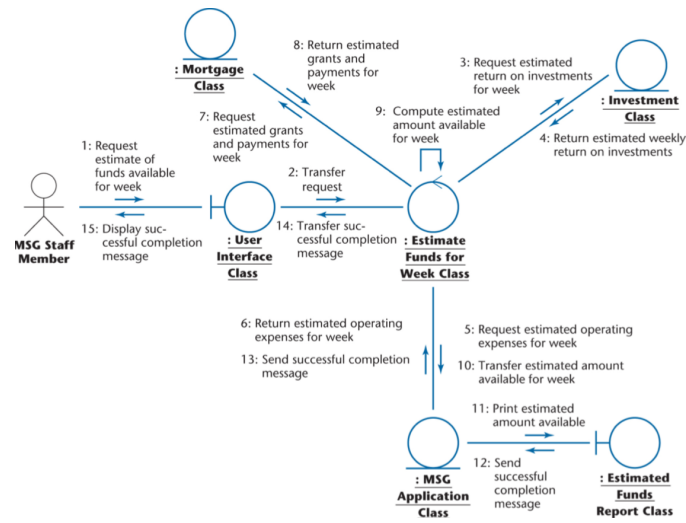 8: Return estimated
grants and
payments for
week
: Mortgage
Class
3: Request estimated
return on investments
for week
: Investment
Class
7: Request
estimated grants
and payments for
week
9: Compute estimated
amount available
for week
4: Return estimated weekly
return on investments
1: Request
estimate of
funds available
for week
2: Transfer
request
MSG Staff
Member
15: Display suc-
cessful completion
message
: User
Interface
Class
14: Transfer suc-
cessful completion
message
: Estimate
Funds for
Week Class
6: Return estimated operating
expenses for week
13: Send successful completion
message
5: Request estimated operating
expenses for week
10: Transfer estimated amount
available for week
11: Print estimated
amount available
: MSG
Application
Class
12: Send
successful
completion
message
: Estimated
Funds
Report Class